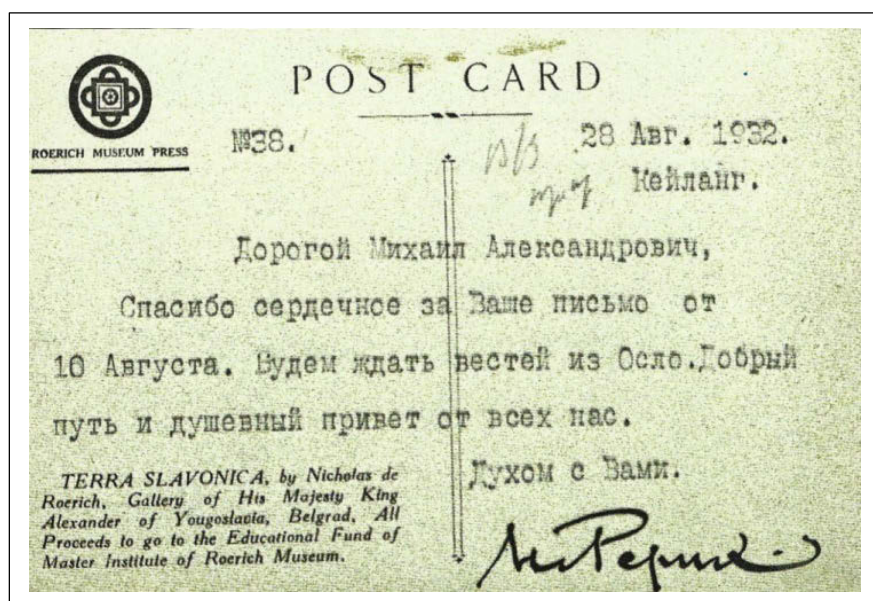 POST CARD
ROERICH MUSEUM PRESS
№38.
28 Авг. 1932.
Кейланг.
Дорогой Михаил Александрович,
Спасибо сердечное за Ваше письмо от
10 Августа. Будем ждать вестей из Осло.Добрый
путь и душевный привет от всех нас.
Духом с Вами.
TERRA SLAVONICA, by Nicholas de
Roerich, Gallery of His Majesty King
Alexander of Yougoslavia, Belgrad, All
Proceeds to go to the Educational Fund of
Master Institute of Roerich Museum.
Н. Рерих.